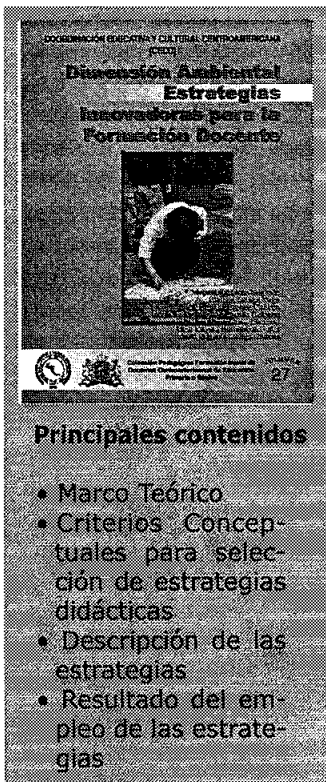 COORDINACIÓN EDUCATIVA Y CULTURAL CENTROAMERICANA
(CECC)
Dimensión Ambiental
Estrategias
Innovadoras para la
Formación Docente
VOLUMEN
27
Principales contenidos
• Marco Teórico
• Criterios Concep-
tuales para selec-
ción de estrategias
didácticas
• Descripción de las
estrategias
• Resultado del em-
pleo de las estrate-
gias